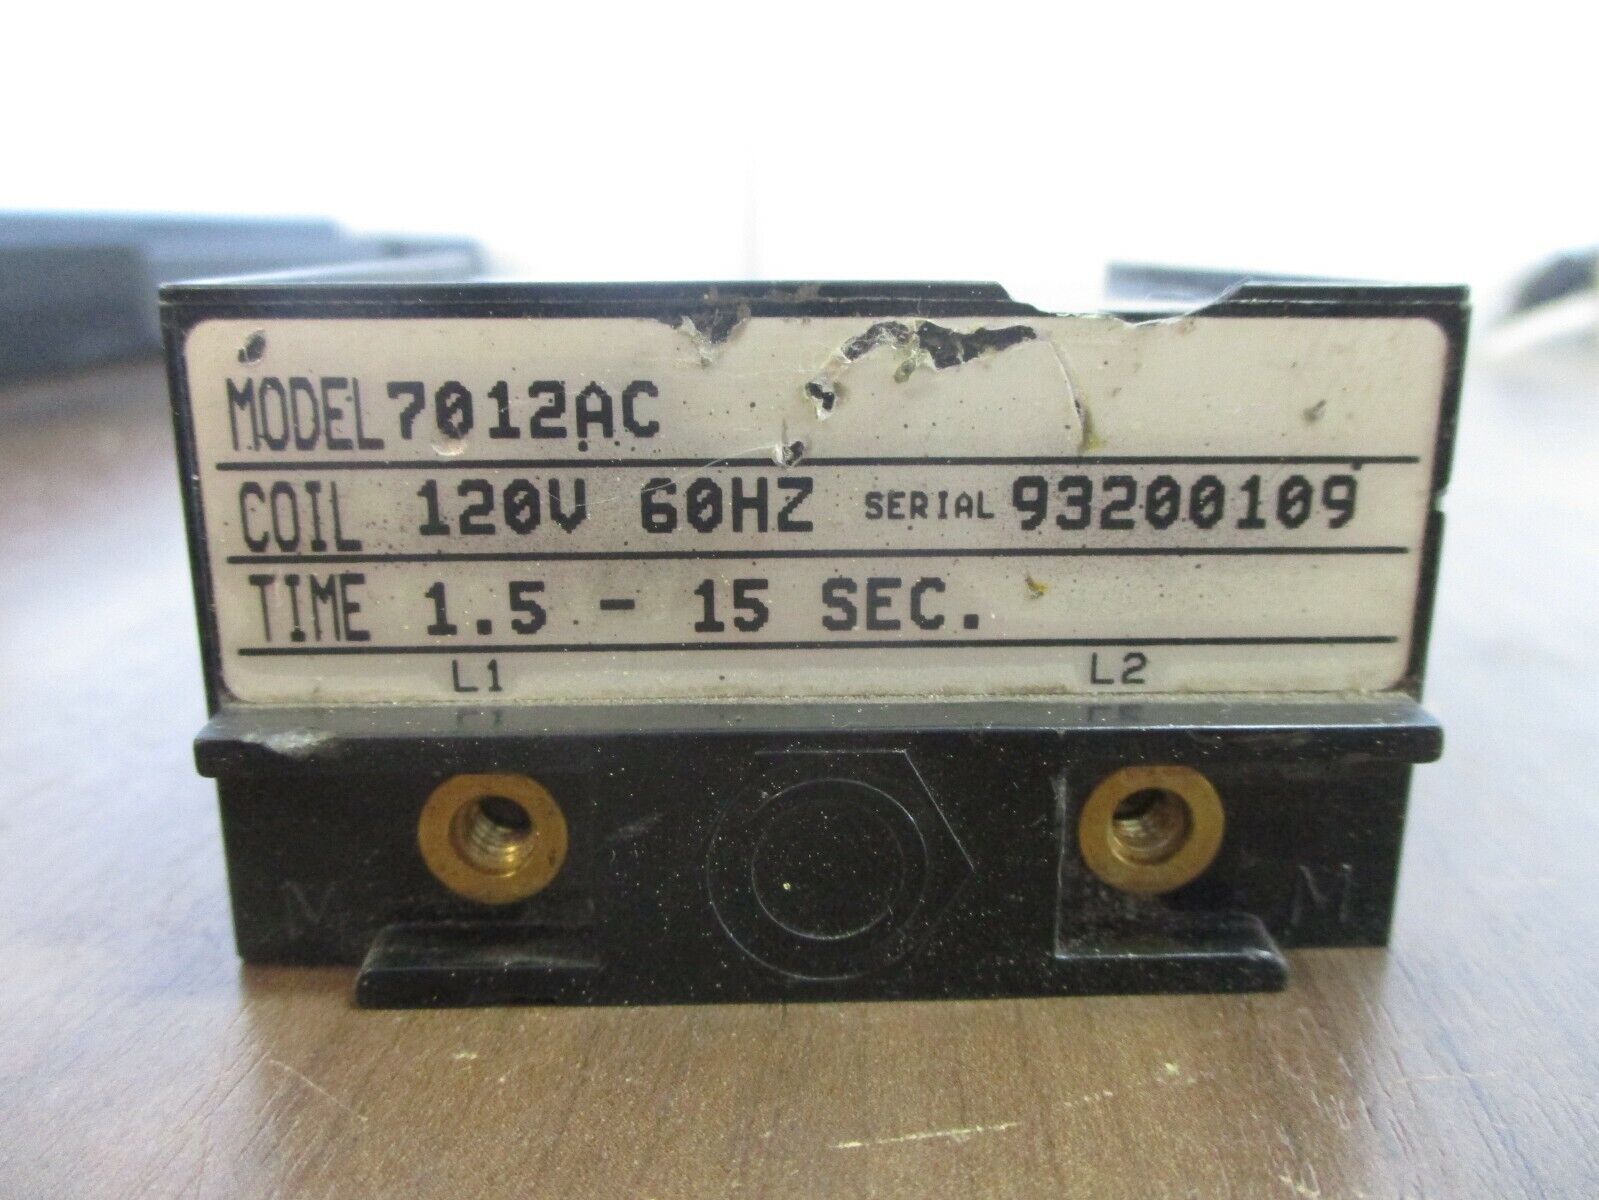 MODEL 7012AC
COIL 120V 60HZ SERIAL 93200109
TIME 1.5 - 15 SEC.
L1 L2
M M